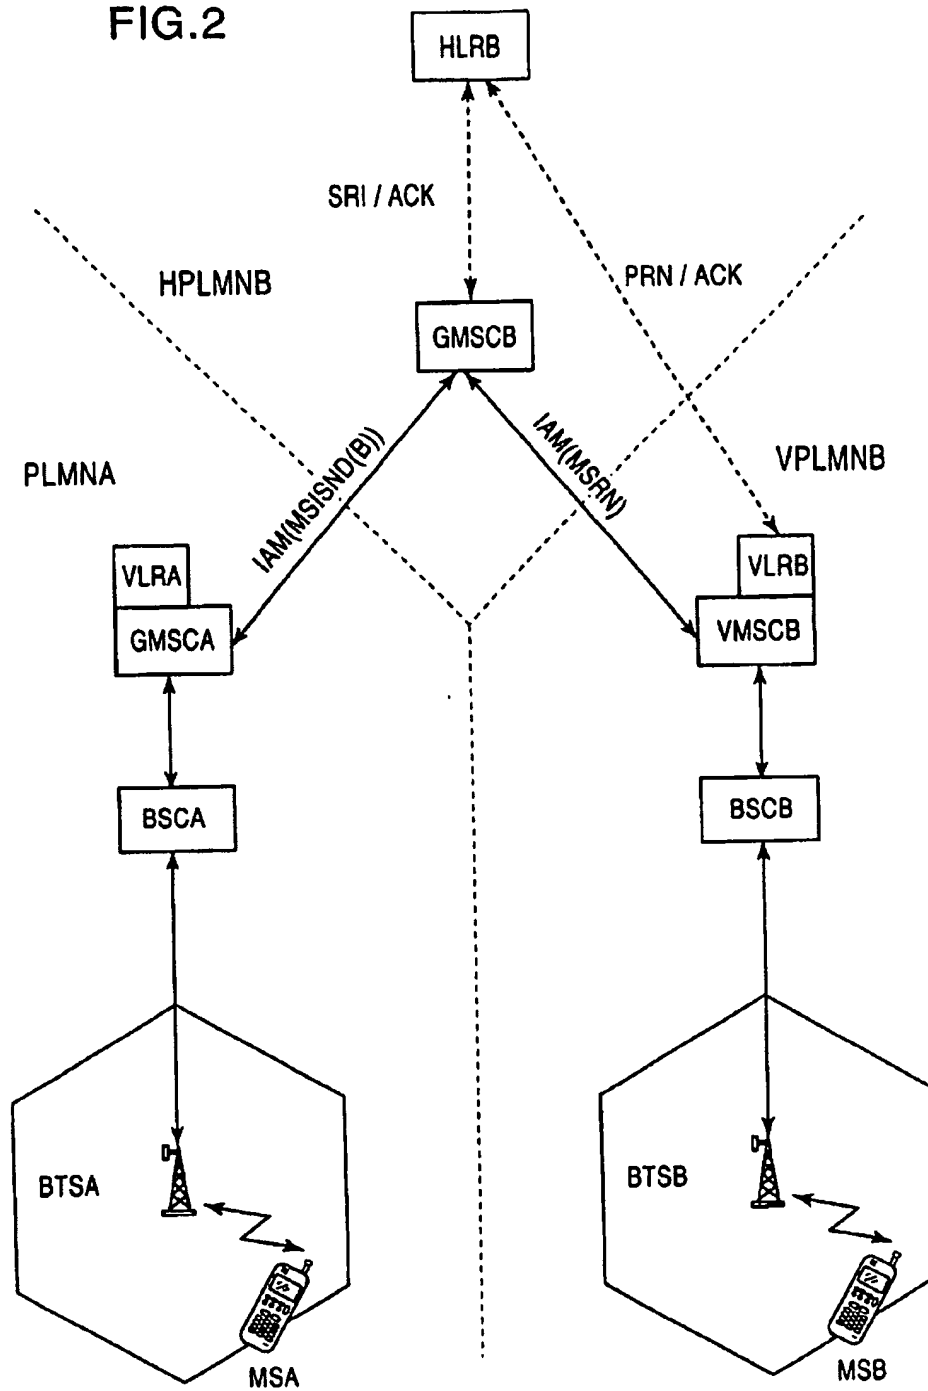 FIG.2
HLRB
SRI / ACK
HPLMNB
PRN / ACK
GMSCB
PLMNA
IAM(MSISND(B))
IAM(MSRN)
VPLMNB
VLRA
VLRB
GMSCA
VMSCB
BSCA
BSCB
BTSA
BTSB
MSA
MSB